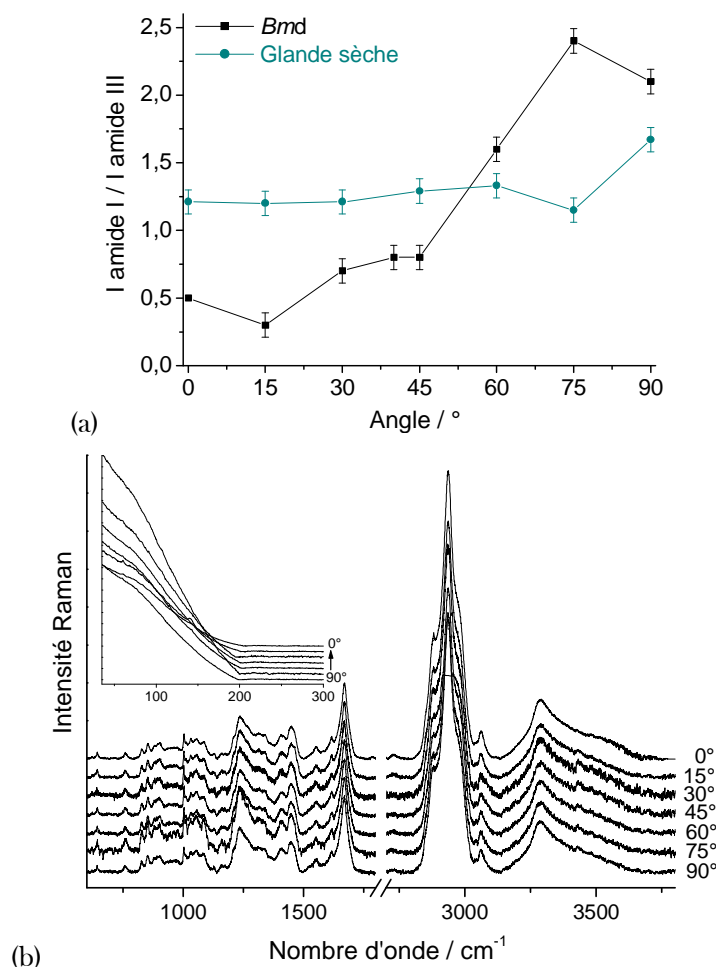 2,5
2,0
1,5
1,0
0,5
0,0
I amide I / I amide III
Bmd
Glande sèche
0 15 30 45 60 75 90
Angle / °
(a)
Intensité Raman
0°
90°
100 200 300
0°
15°
30°
45°
60°
75°
90°
1000 1500 3000 3500
Nombre d'onde / cm-1
(b)